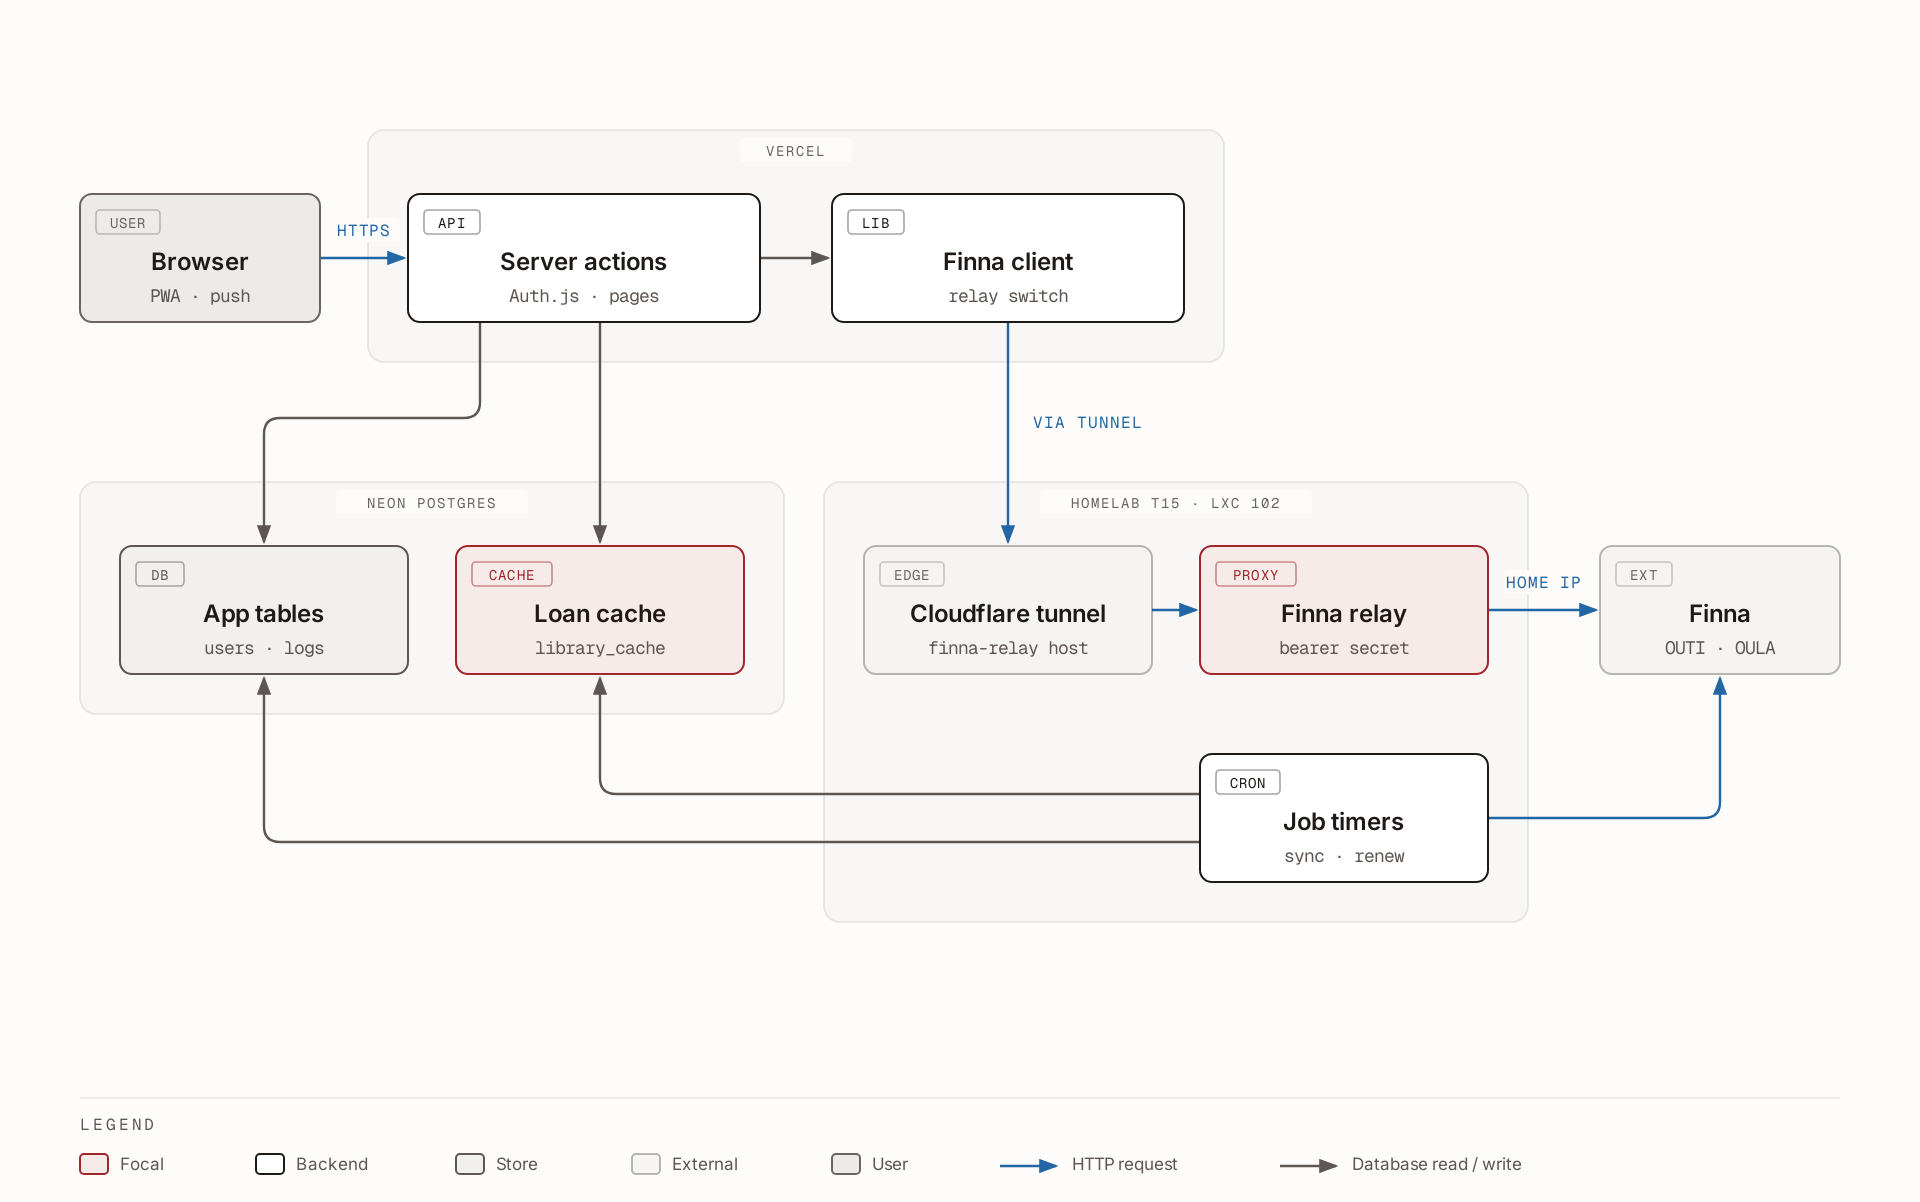 VERCEL
USER
Browser
PWA · push
HTTPS
API
Server actions
Auth.js · pages
LIB
Finna client
relay switch
VIA TUNNEL
NEON POSTGRES
DB
App tables
users · logs
CACHE
Loan cache
library_cache
HOMELAB T15 · LXC 102
EDGE
Cloudflare tunnel
finna-relay host
PROXY
Finna relay
bearer secret
HOME IP
EXT
Finna
OUTI · OULA
CRON
Job timers
sync · renew
LEGEND
Focal
Backend
Store
External
User
HTTP request
Database read / write